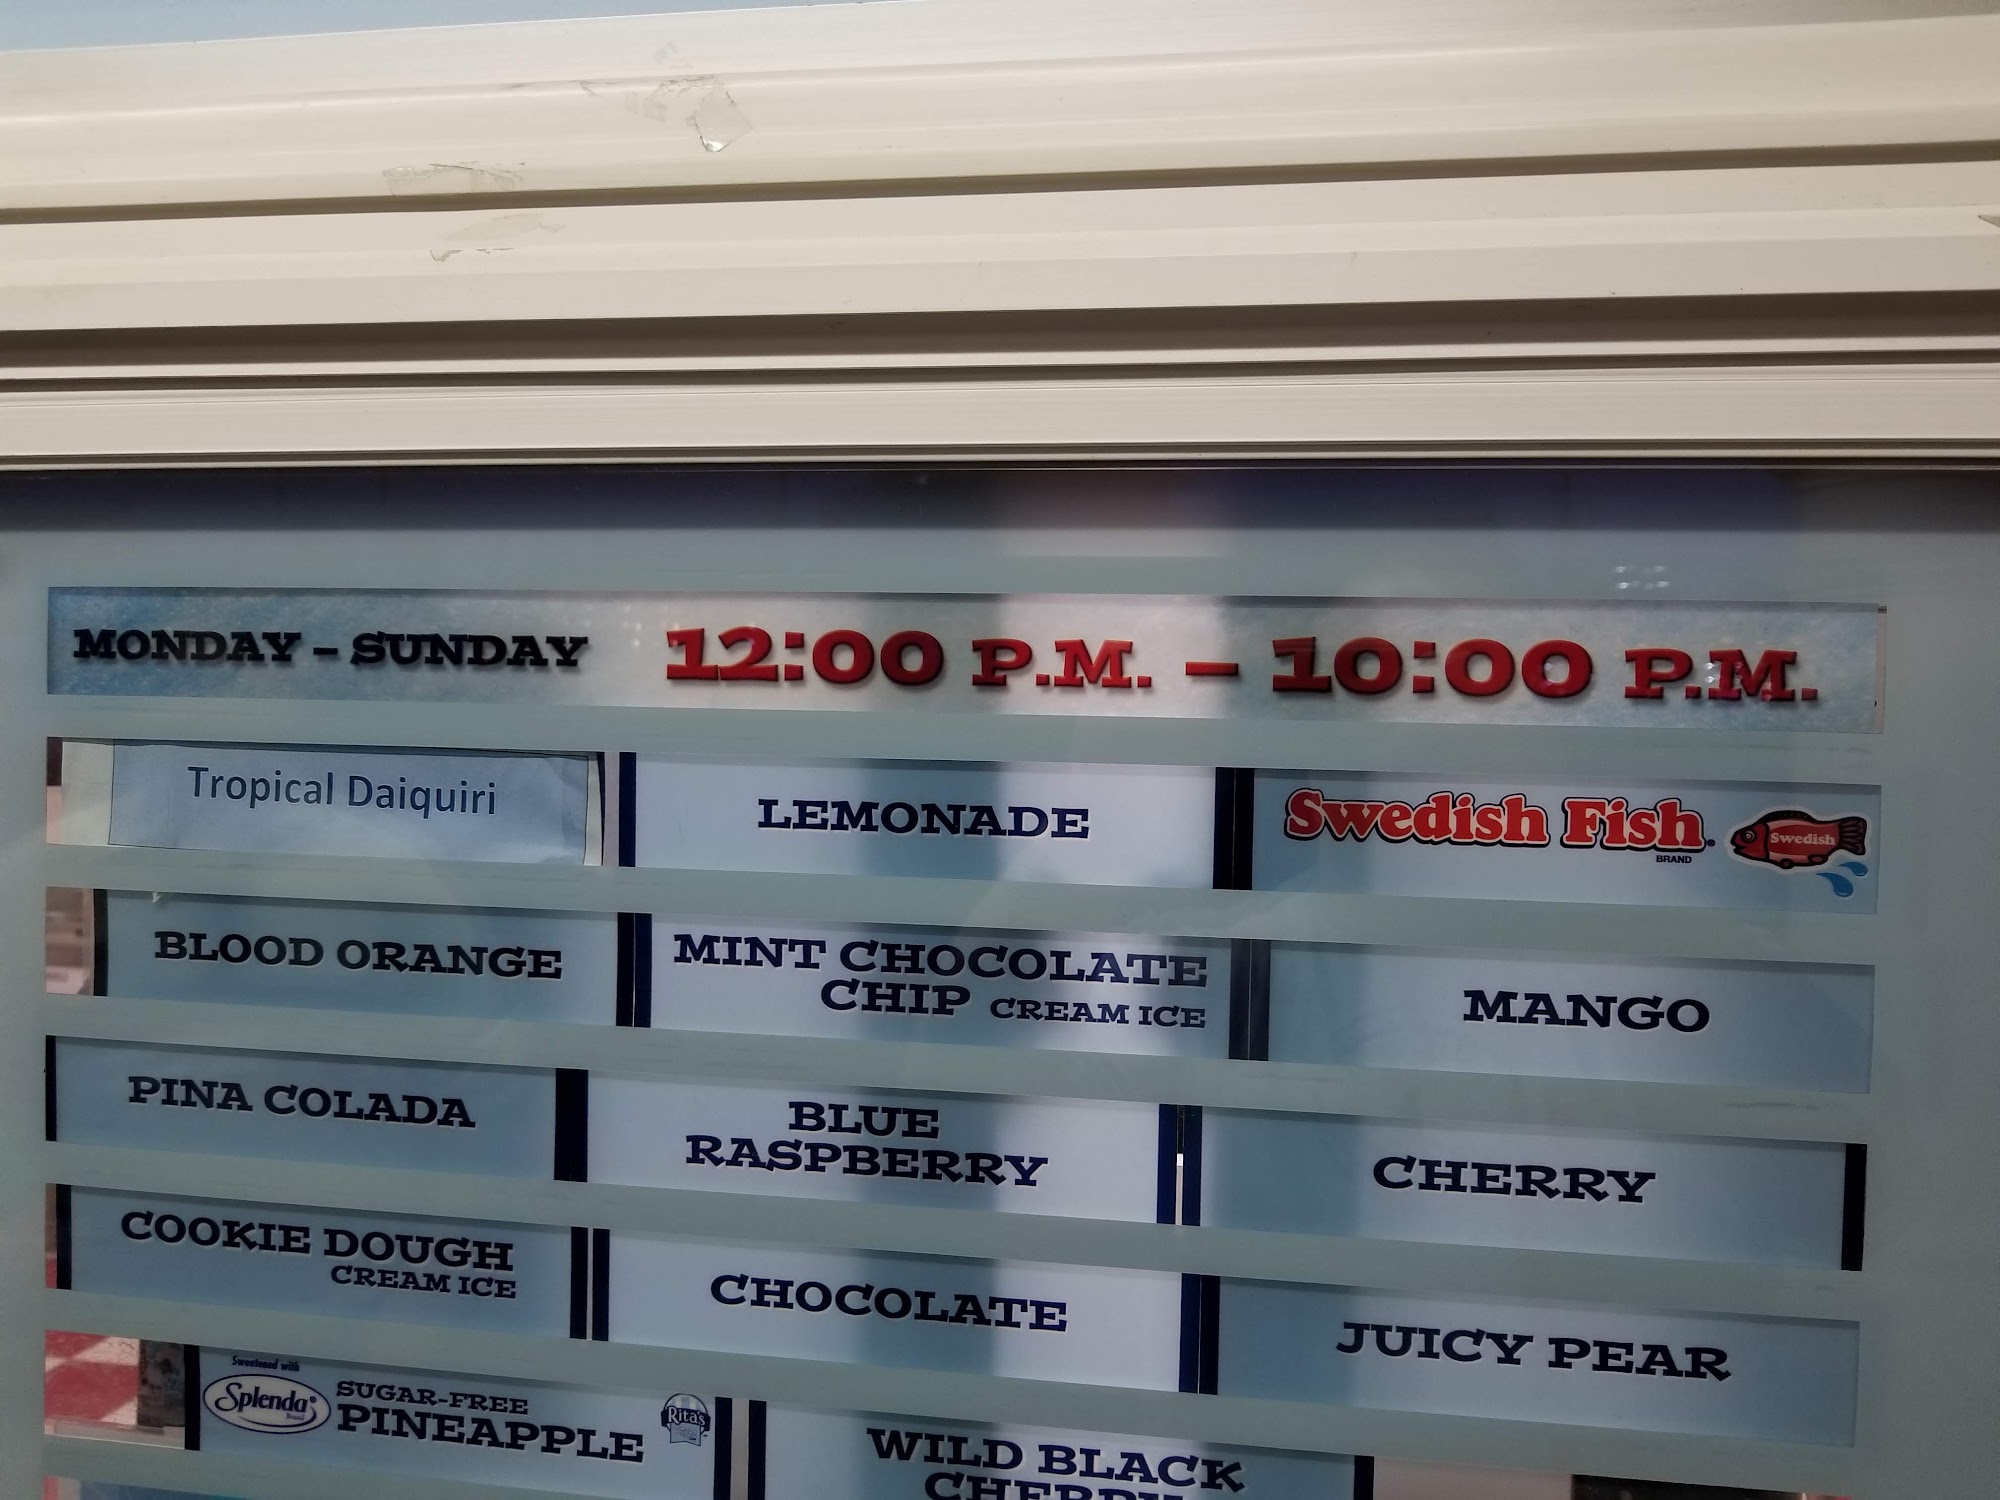 MONDAY – SUNDAY 12:00 P.M. – 10:00 P.M.
Tropical Daiquiri
LEMONADE
Swedish Fish®
BRAND
Swedish
BLOOD ORANGE
MINT CHOCOLATE
CHIP CREAM ICE
MANGO
PINA COLADA
BLUE
RASPBERRY
CHERRY
COOKIE DOUGH
CREAM ICE
CHOCOLATE
JUICY PEAR
Sweetened with
Splenda®
Brand
SUGAR-FREE
PINEAPPLE
Rita's
WILD BLACK
CHERRY